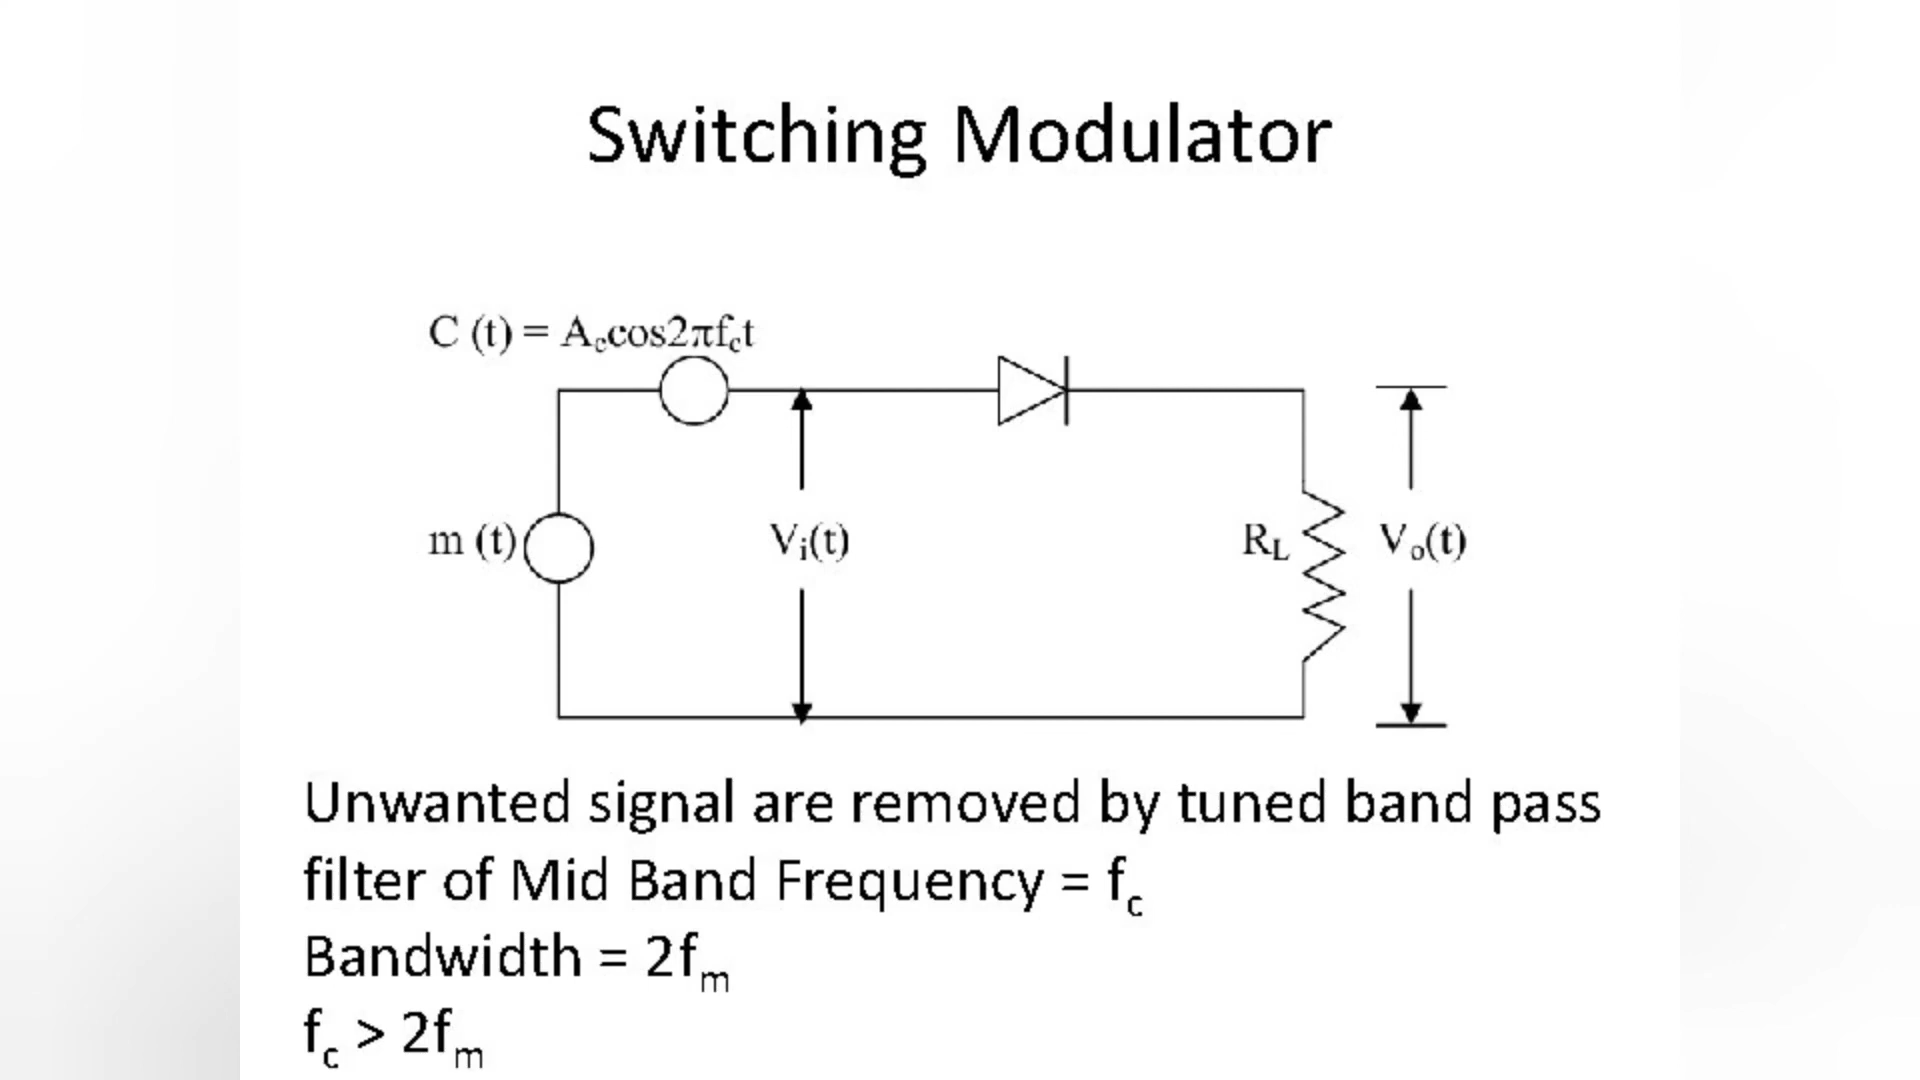 Switching Modulator
C (t) = A꜀cos2πf꜀t
m (t)
Vᵢ(t)
R_L
Vₒ(t)
Unwanted signal are removed by tuned band pass
filter of Mid Band Frequency = f꜀
Bandwidth = 2fₘ
f꜀ > 2fₘ